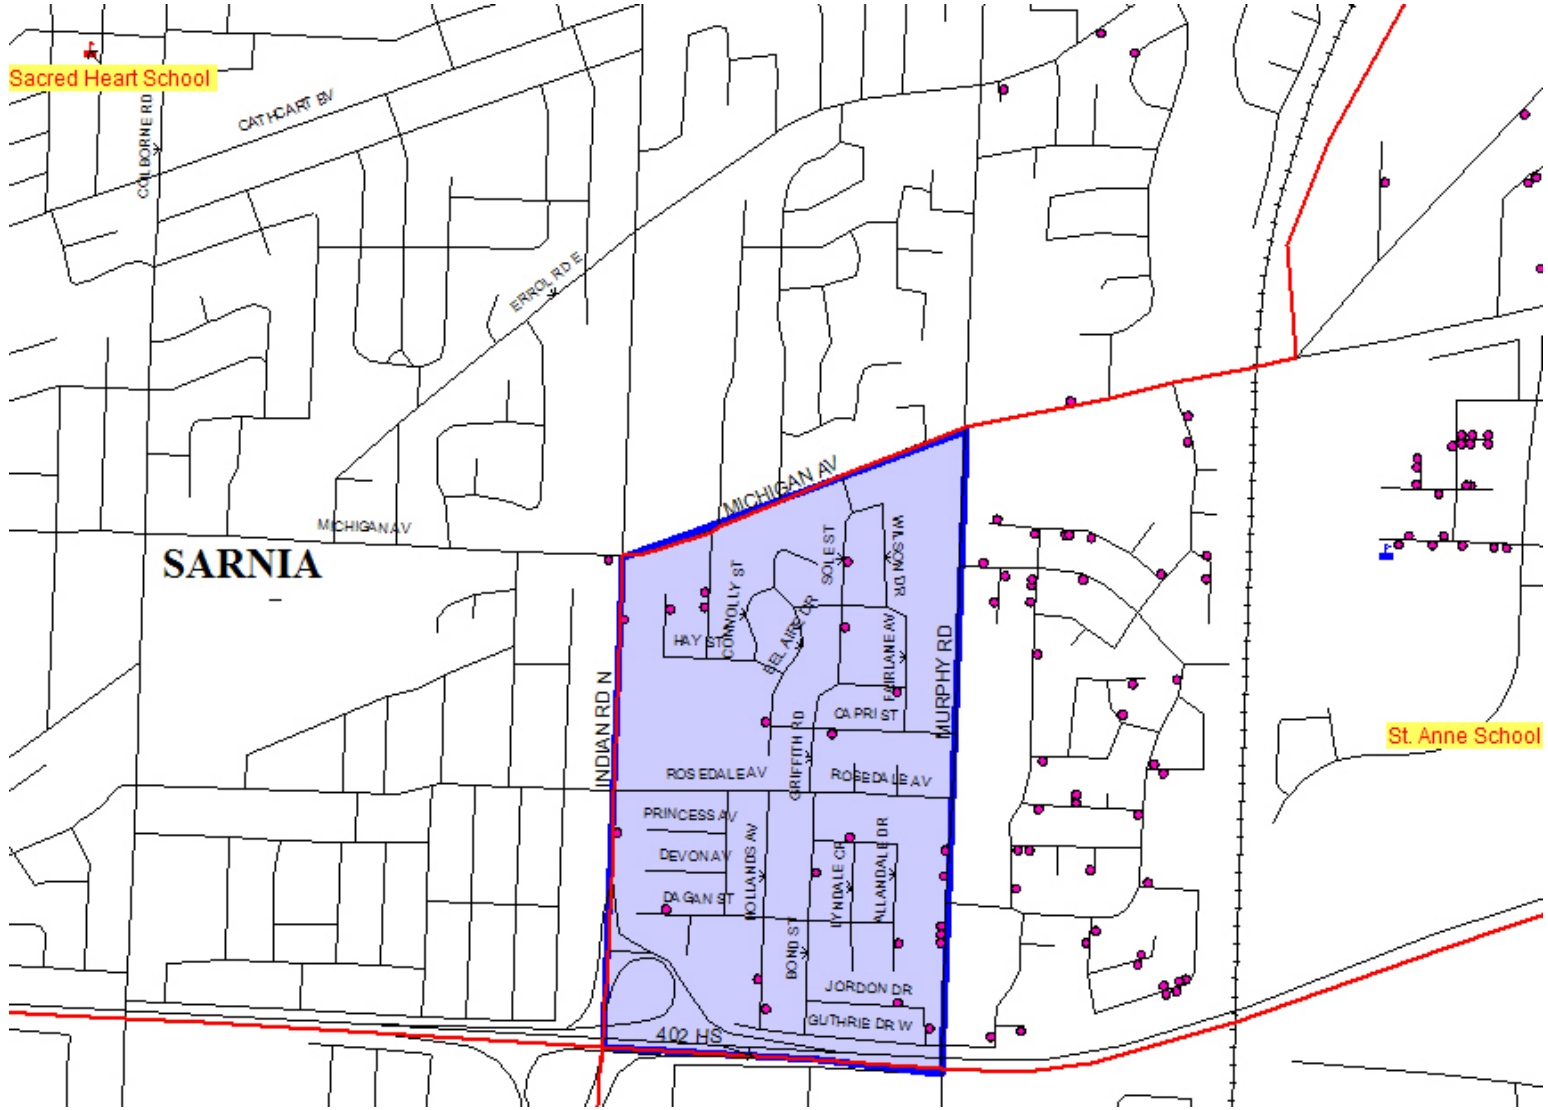 Sacred Heart School
COLBORNE RD
CATHCART BV
ERROL RD E
MICHIGAN AV
MICHIGAN AV
SARNIA
SOLE ST
WILSON DR
CONNOLLY ST
BEL AIRE DR
HAY ST
FAIRLANE AV
MURPHY RD
INDIAN RD N
CAPRI ST
GRIFFITH RD
St. Anne School
ROSEDALE AV
ROSEDALE AV
PRINCESS AV
DEVON AV
HOLLANDS AV
LYNDALE CR
ALLANDALE DR
DAGAN ST
BOND ST
JORDON DR
GUTHRIE DR W
402 HS